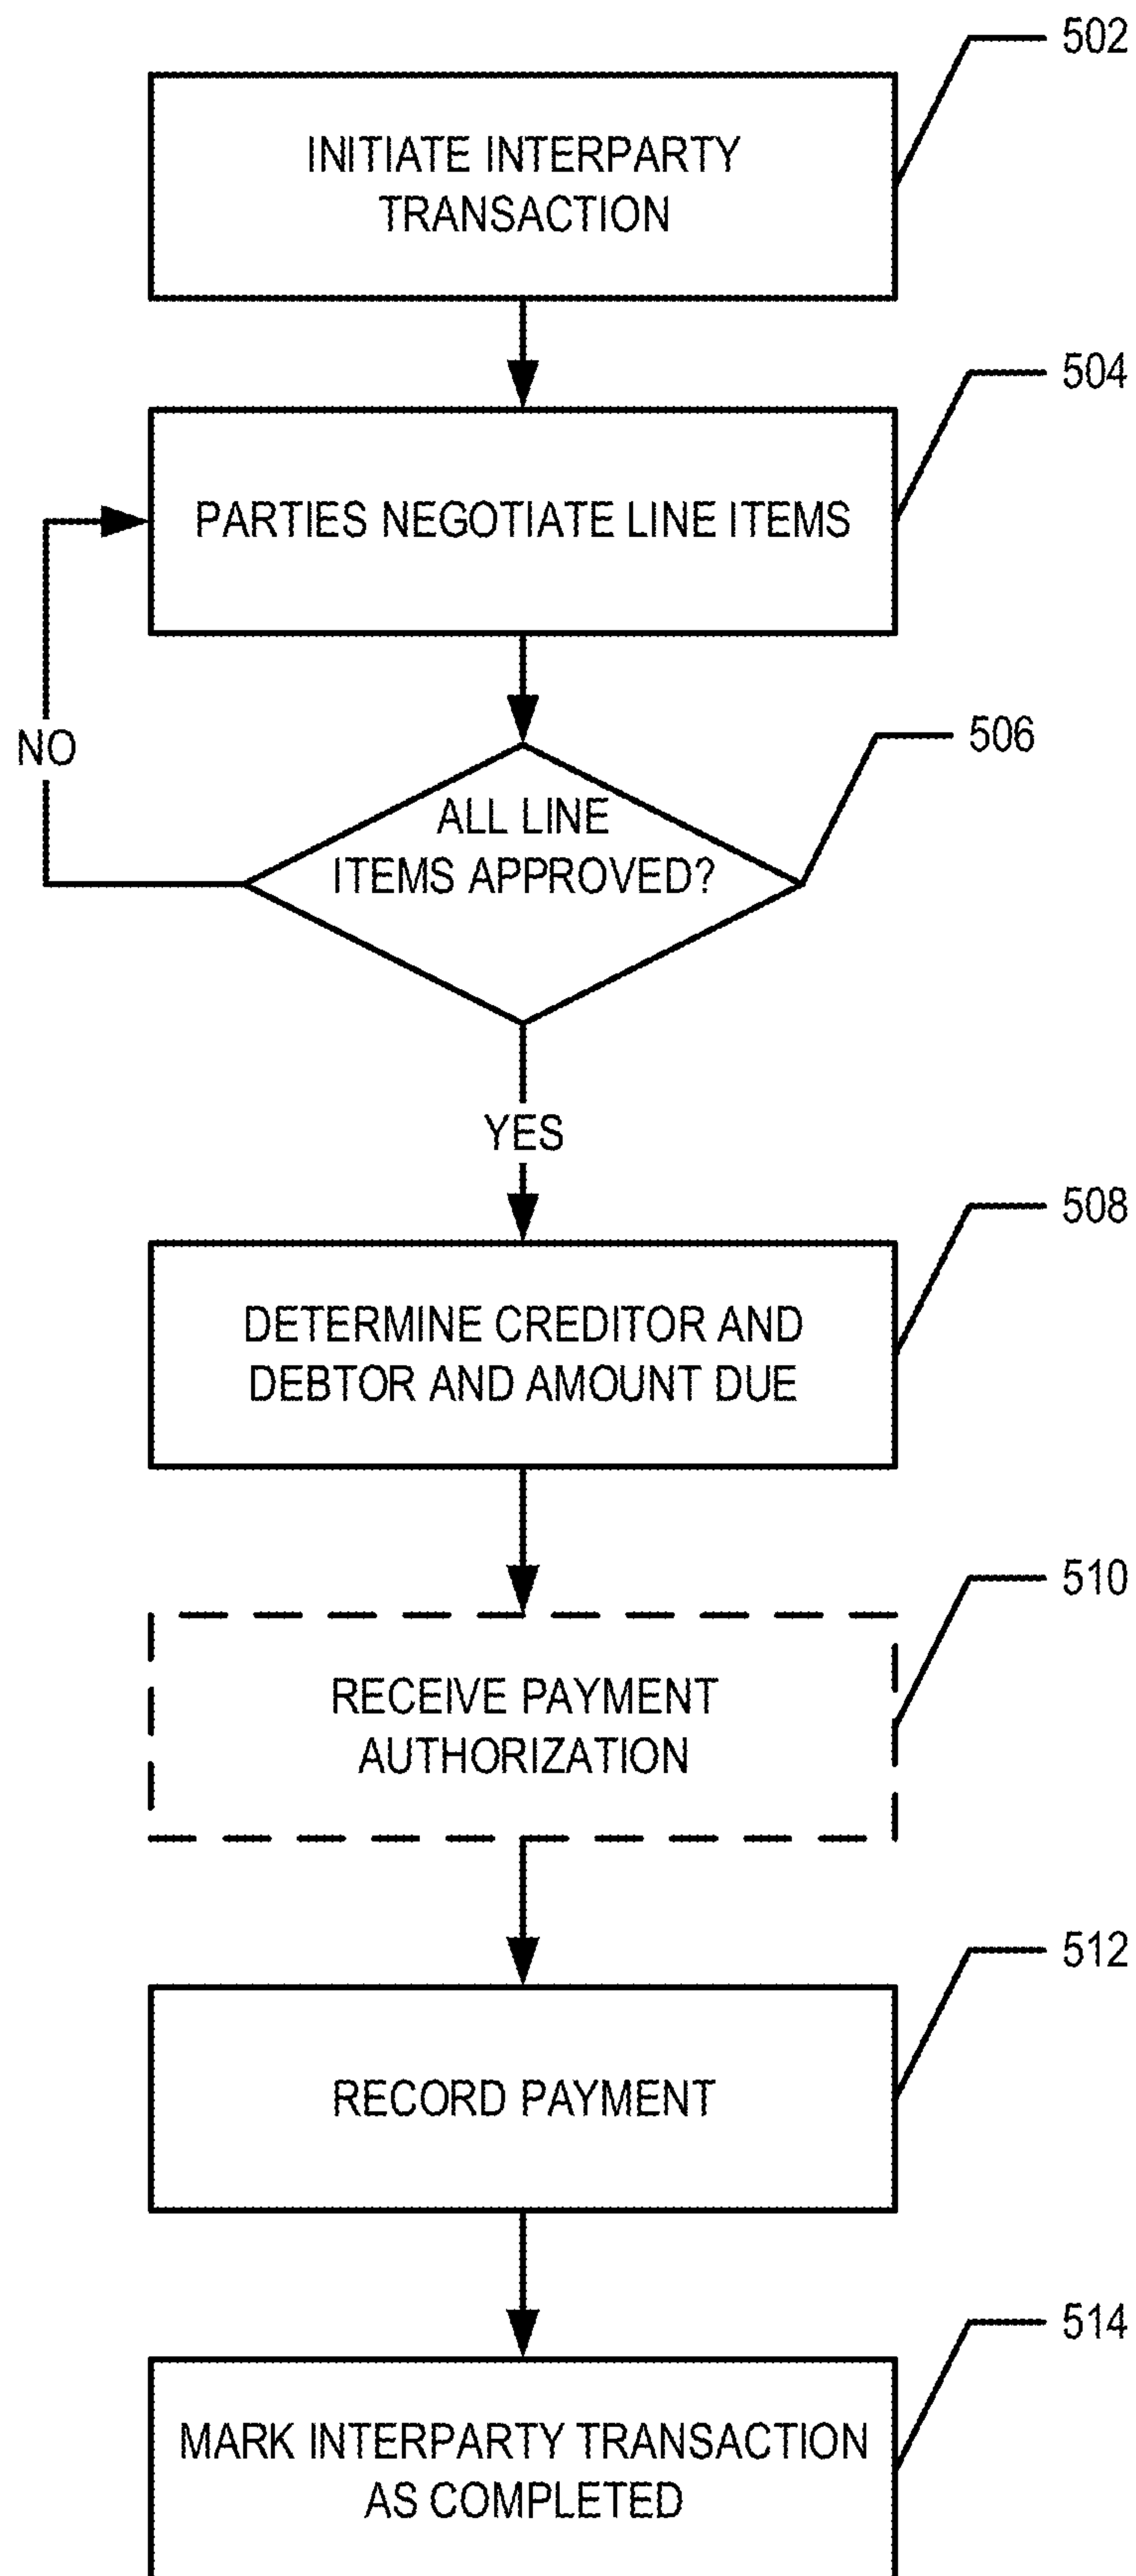 502
INITIATE INTERPARTY
TRANSACTION
504
PARTIES NEGOTIATE LINE ITEMS
NO
506
ALL LINE
ITEMS APPROVED?
YES
508
DETERMINE CREDITOR AND
DEBTOR AND AMOUNT DUE
510
RECEIVE PAYMENT
AUTHORIZATION
512
RECORD PAYMENT
514
MARK INTERPARTY TRANSACTION
AS COMPLETED